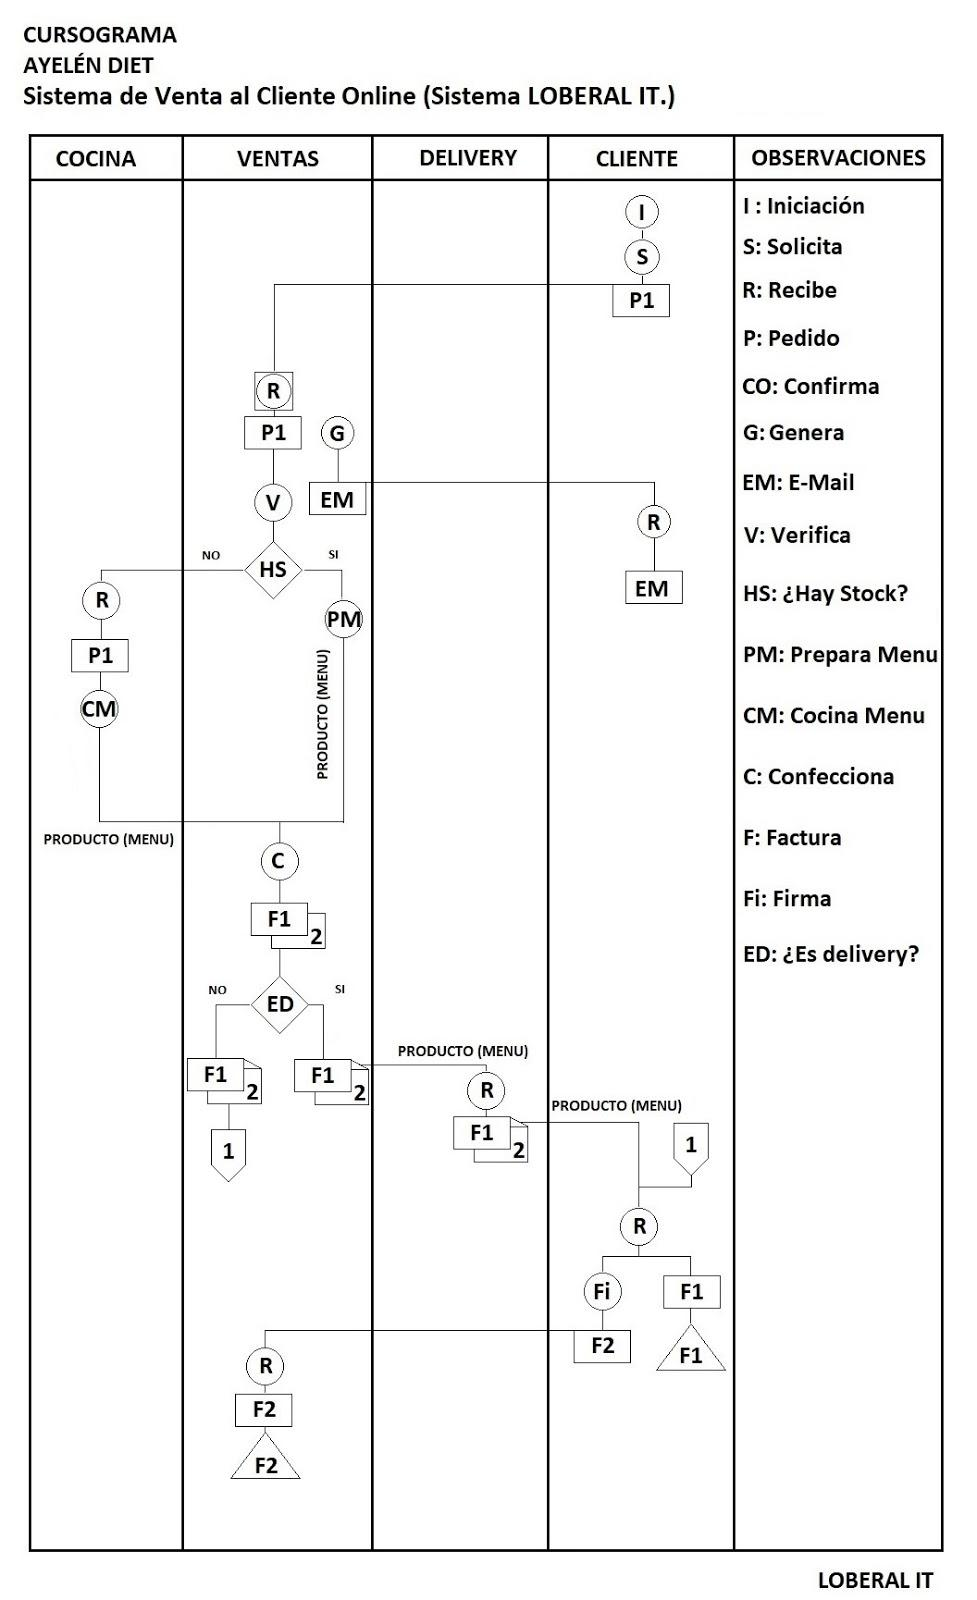 CURSOGRAMA
AYELÉN DIET
Sistema de Venta al Cliente Online (Sistema LOBERAL IT.)
COCINA VENTAS DELIVERY CLIENTE OBSERVACIONES
I
S
P1
R
P1
G
EM
V
R
EM
HS
NO
SI
R
P1
CM
PM
PRODUCTO (MENU)
PRODUCTO (MENU)
C
F1
2
ED
NO
SI
F1
2
1
F1
2
PRODUCTO (MENU)
R
F1
2
PRODUCTO (MENU)
1
R
Fi
F1
F2
F1
R
F2
F2
I : Iniciación
S: Solicita
R: Recibe
P: Pedido
CO: Confirma
G: Genera
EM: E-Mail
V: Verifica
HS: ¿Hay Stock?
PM: Prepara Menu
CM: Cocina Menu
C: Confecciona
F: Factura
Fi: Firma
ED: ¿Es delivery?
LOBERAL IT